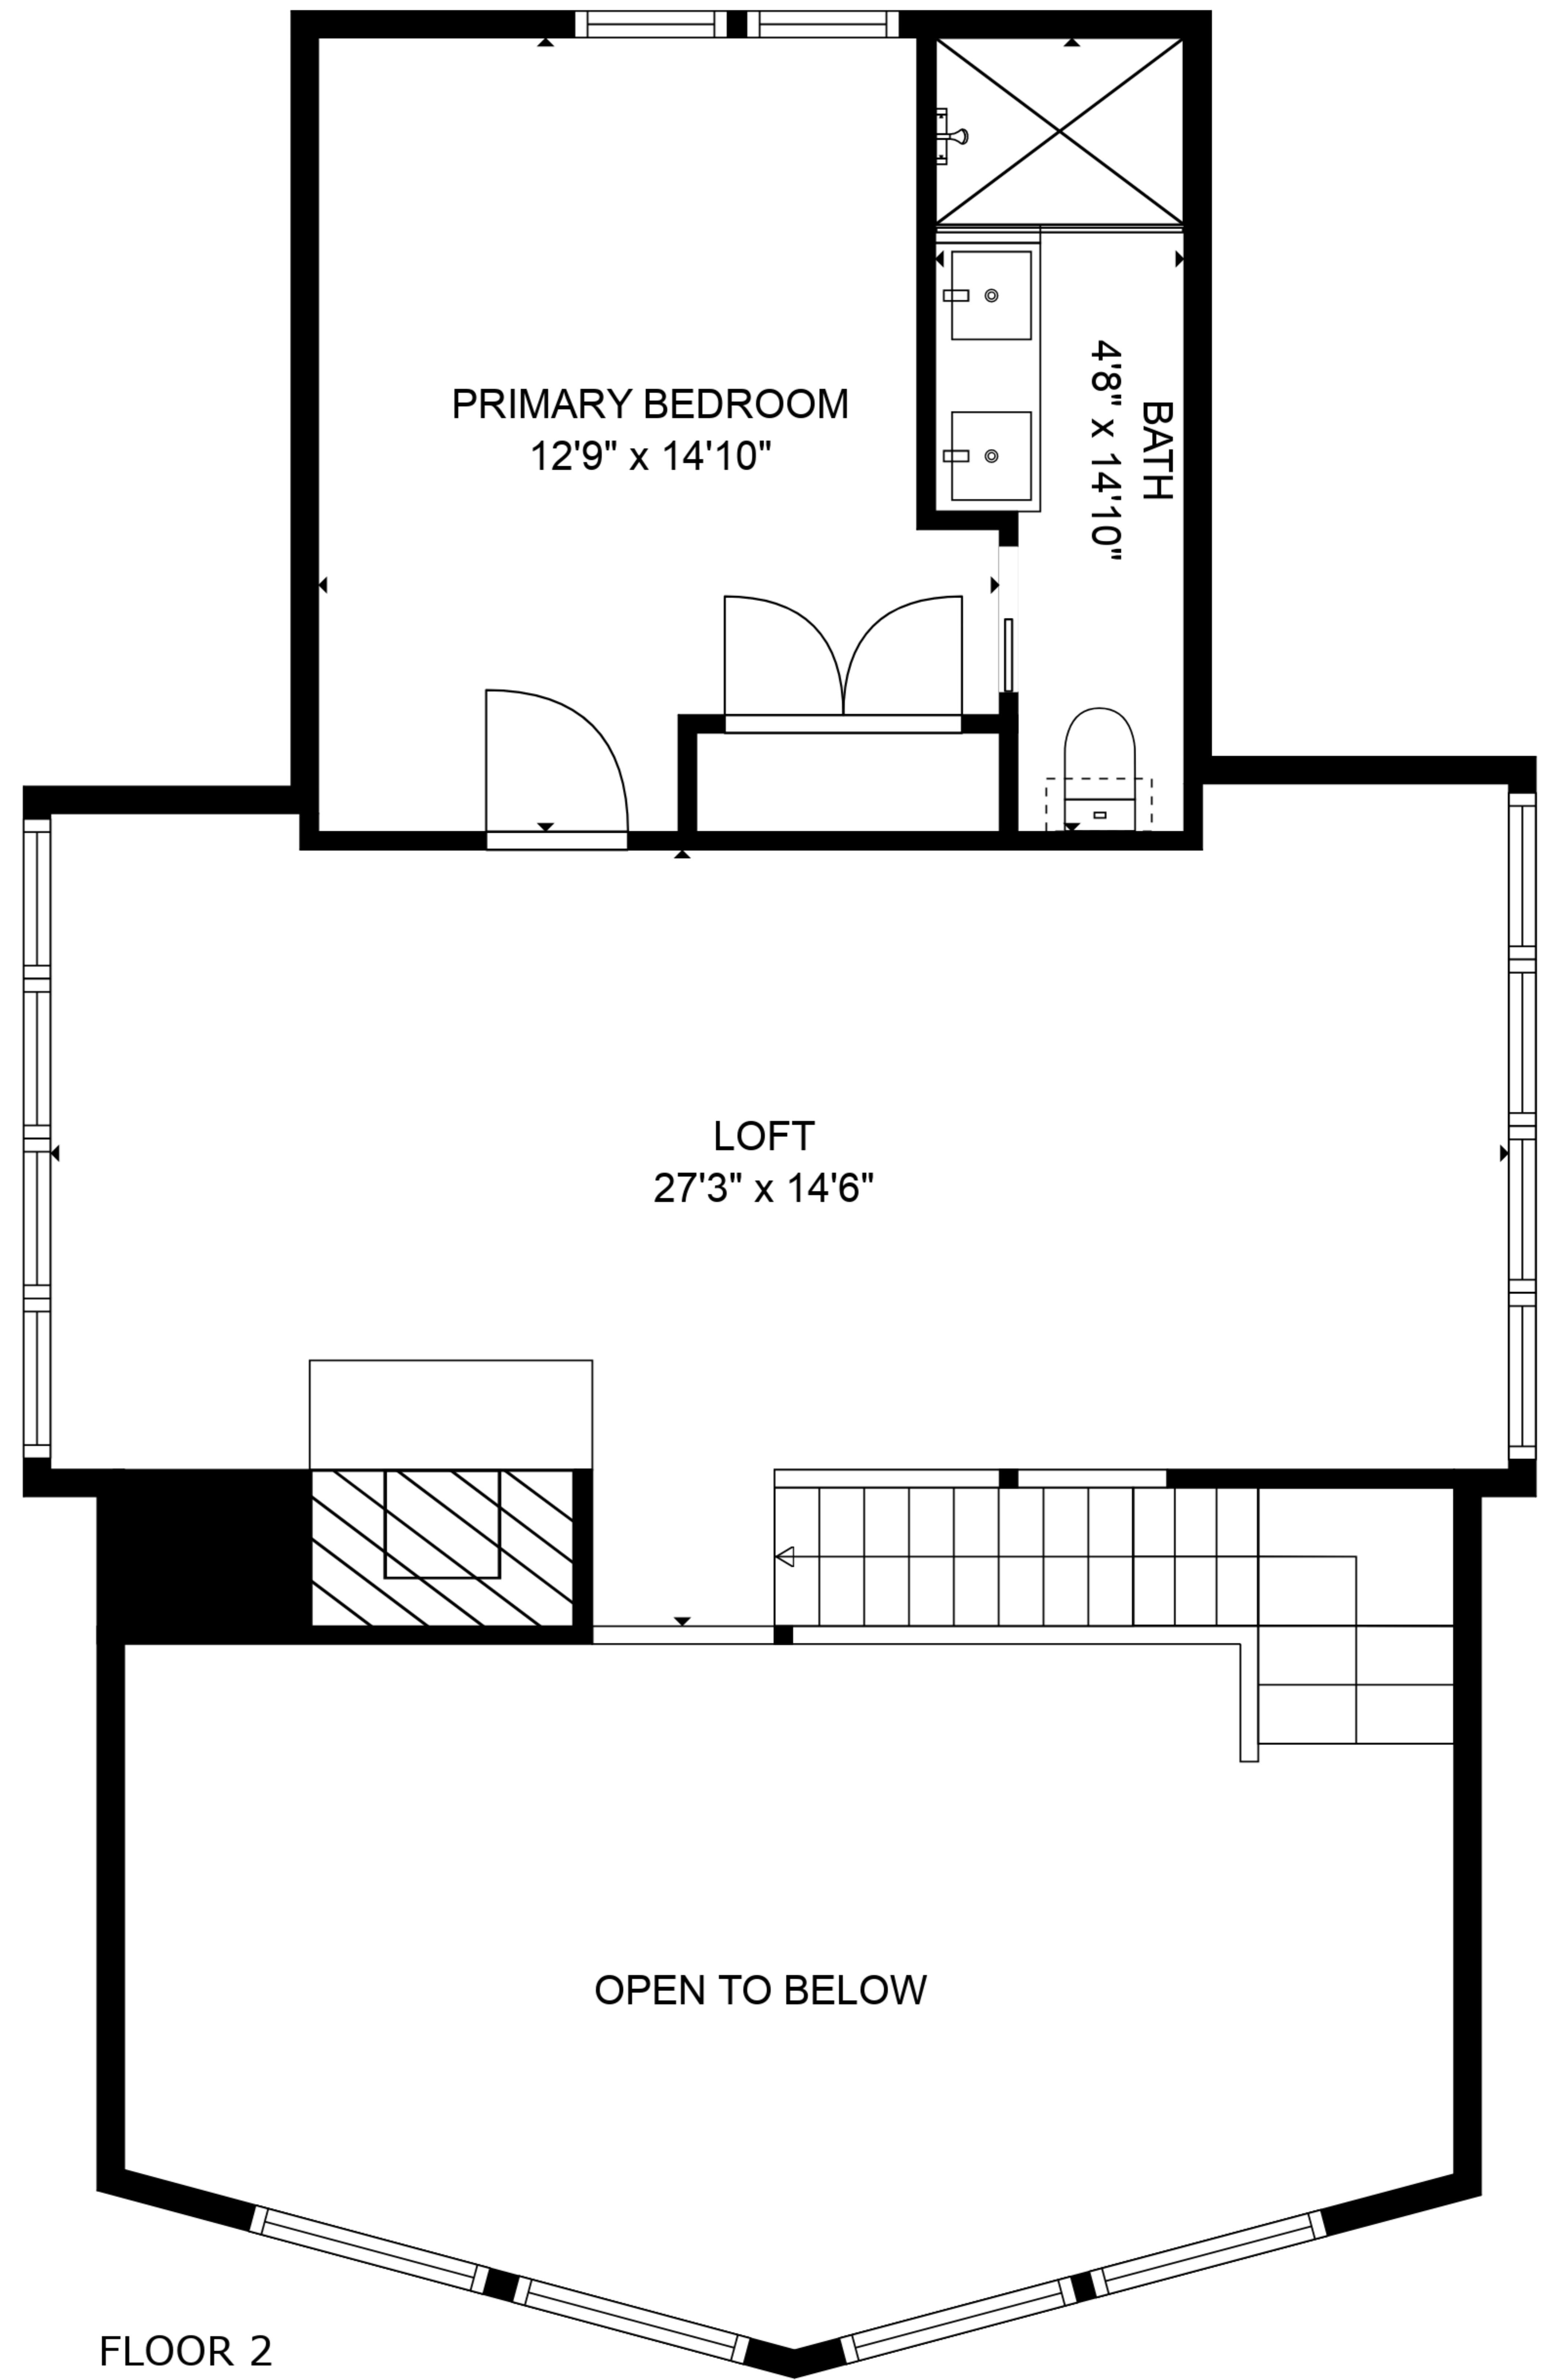 PRIMARY BEDROOM
12'9" x 14'10"
BATH
4'8" x 14'10"
LOFT
27'3" x 14'6"
OPEN TO BELOW
FLOOR 2